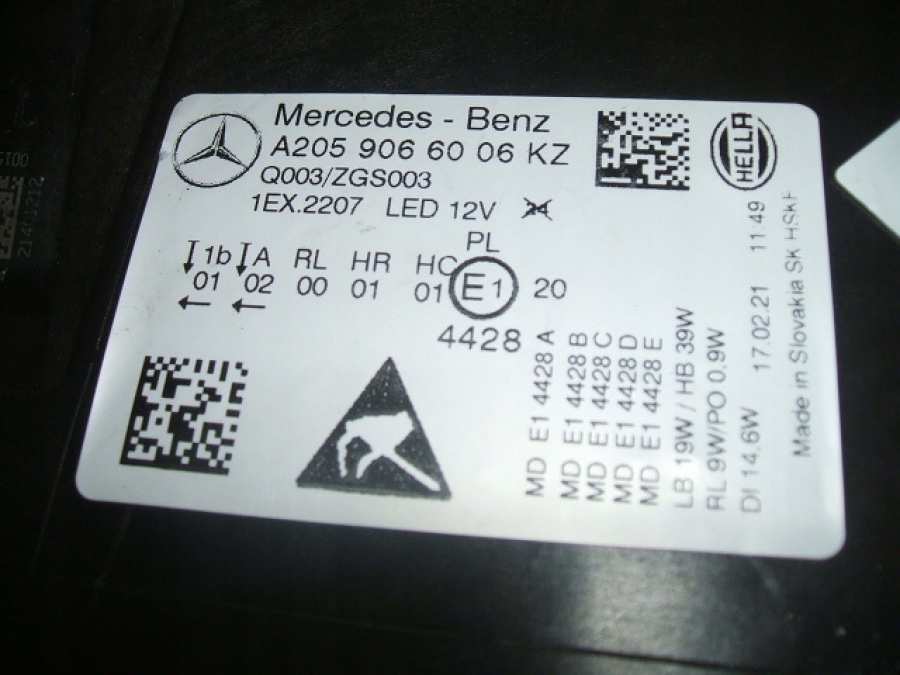 Mercedes - Benz
A205 906 60 06 KZ
Q003/ZGS003
1EX.2207 LED 12V
HELLA
PL
1b A RL HR HC
01 02 00 01 01 E1 20
4428
MD E1 4428 A
MD E1 4428 B
MD E1 4428 C
MD E1 4428 D
MD E1 4428 E
LB 19W / HB 39W
RL 9W/PO 0.9W
DI 14.6W 17.02.21 11:49
Made in Slovakia SK
214/1212